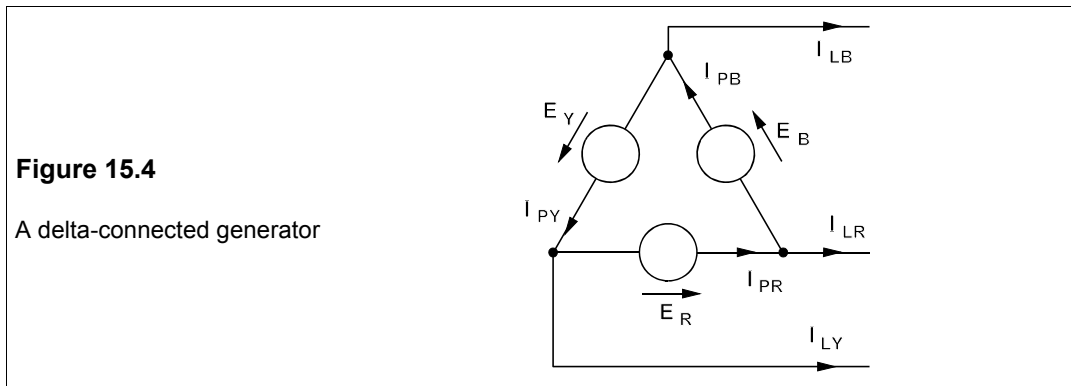 Figure 15.4
A delta-connected generator
I LB
I PB
E Y
E B
I PY
I LR
I PR
E R
I LY